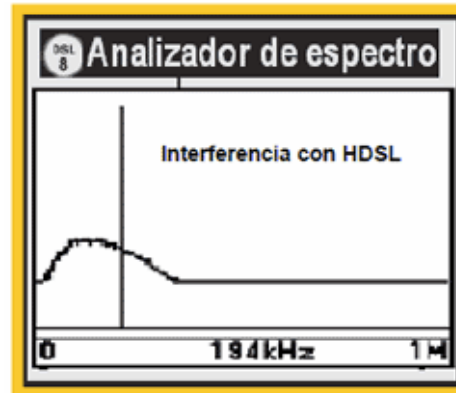 DSL 8 Analizador de espectro
Interferencia con HDSL
0 194kHz 1M